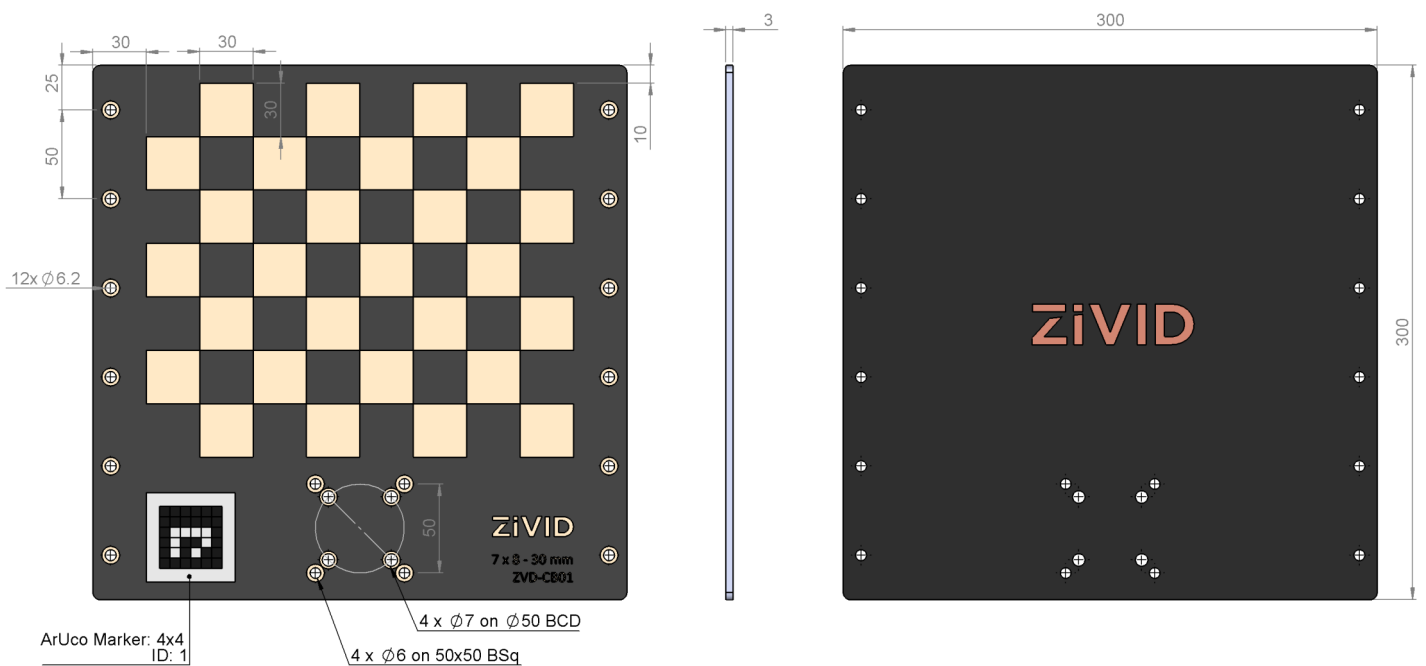 30
30
3
300
25
30
10
50
12x ∅6.2
300
ZiVID
50
ZiVID
7 x 8 - 30 mm
ZVD-CB01
4 x ∅7 on ∅50 BCD
ArUco Marker: 4x4
ID: 1
4 x ∅6 on 50x50 BSq